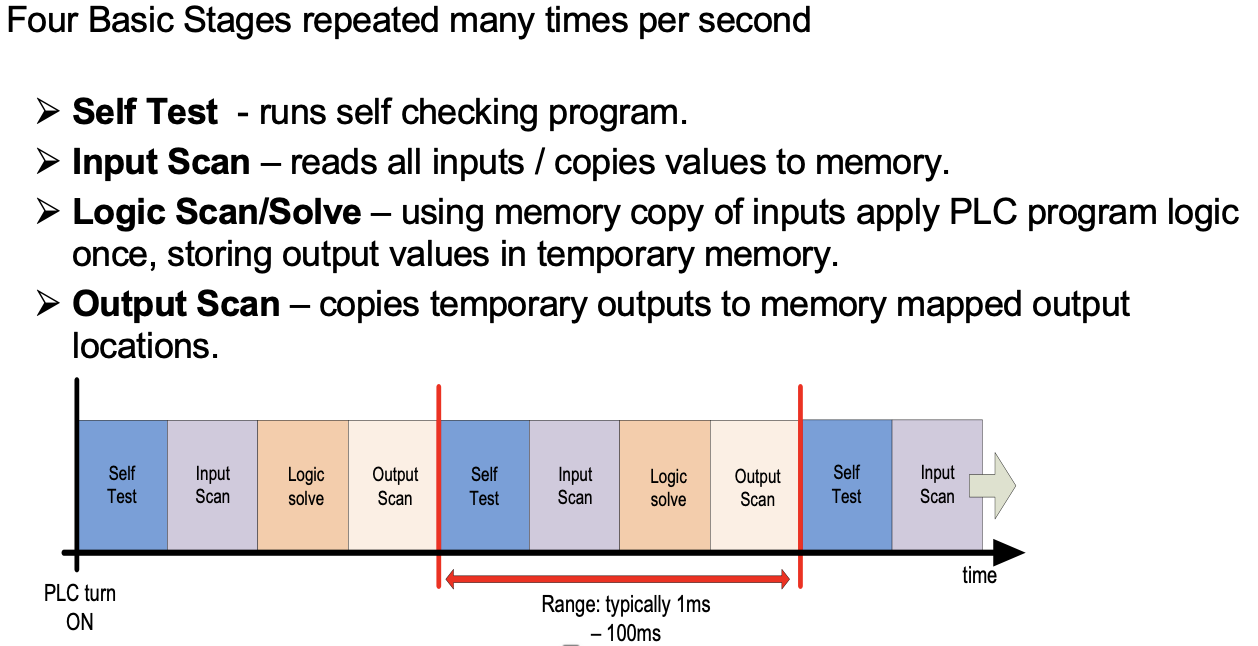 Four Basic Stages repeated many times per second
➢ Self Test - runs self checking program.
➢ Input Scan – reads all inputs / copies values to memory.
➢ Logic Scan/Solve – using memory copy of inputs apply PLC program logic
once, storing output values in temporary memory.
➢ Output Scan – copies temporary outputs to memory mapped output
locations.
Self
Test
Input
Scan
Logic
solve
Output
Scan
Self
Test
Input
Scan
Logic
solve
Output
Scan
Self
Test
Input
Scan
time
PLC turn
ON
Range: typically 1ms
– 100ms